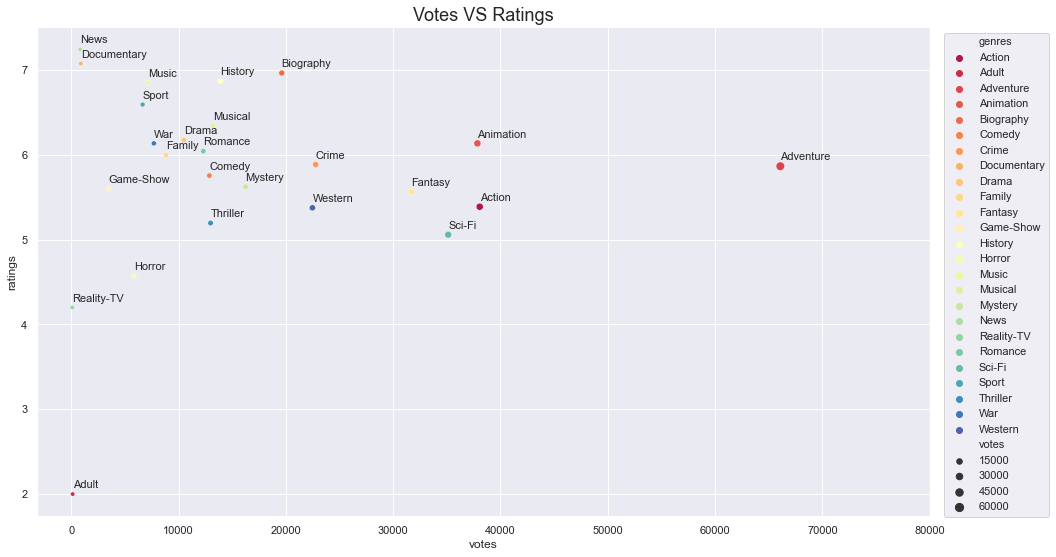 Votes VS Ratings
News
Documentary
Music
History
Biography
Sport
Musical
War
Drama
Family
Romance
Crime
Animation
Adventure
Game-Show
Comedy
Mystery
Fantasy
Western
Action
Thriller
Sci-Fi
Horror
Reality-TV
Adult
ratings
7
6
5
4
3
2
0
10000
20000
30000
40000
50000
60000
70000
80000
votes
genres
Action
Adult
Adventure
Animation
Biography
Comedy
Crime
Documentary
Drama
Family
Fantasy
Game-Show
History
Horror
Music
Musical
Mystery
News
Reality-TV
Romance
Sci-Fi
Sport
Thriller
War
Western
votes
15000
30000
45000
60000